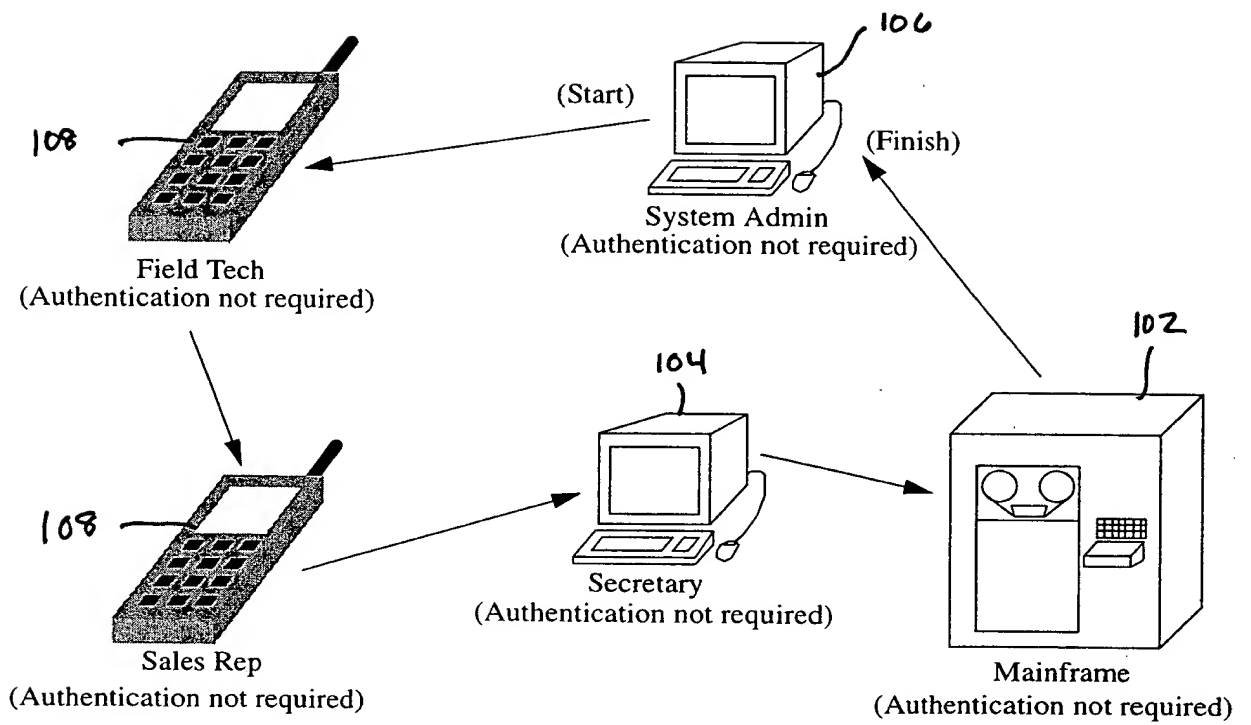 106
(Start)
108
(Finish)
System Admin
(Authentication not required)
Field Tech
(Authentication not required)
102
104
108
Secretary
(Authentication not required)
Sales Rep
(Authentication not required)
Mainframe
(Authentication not required)